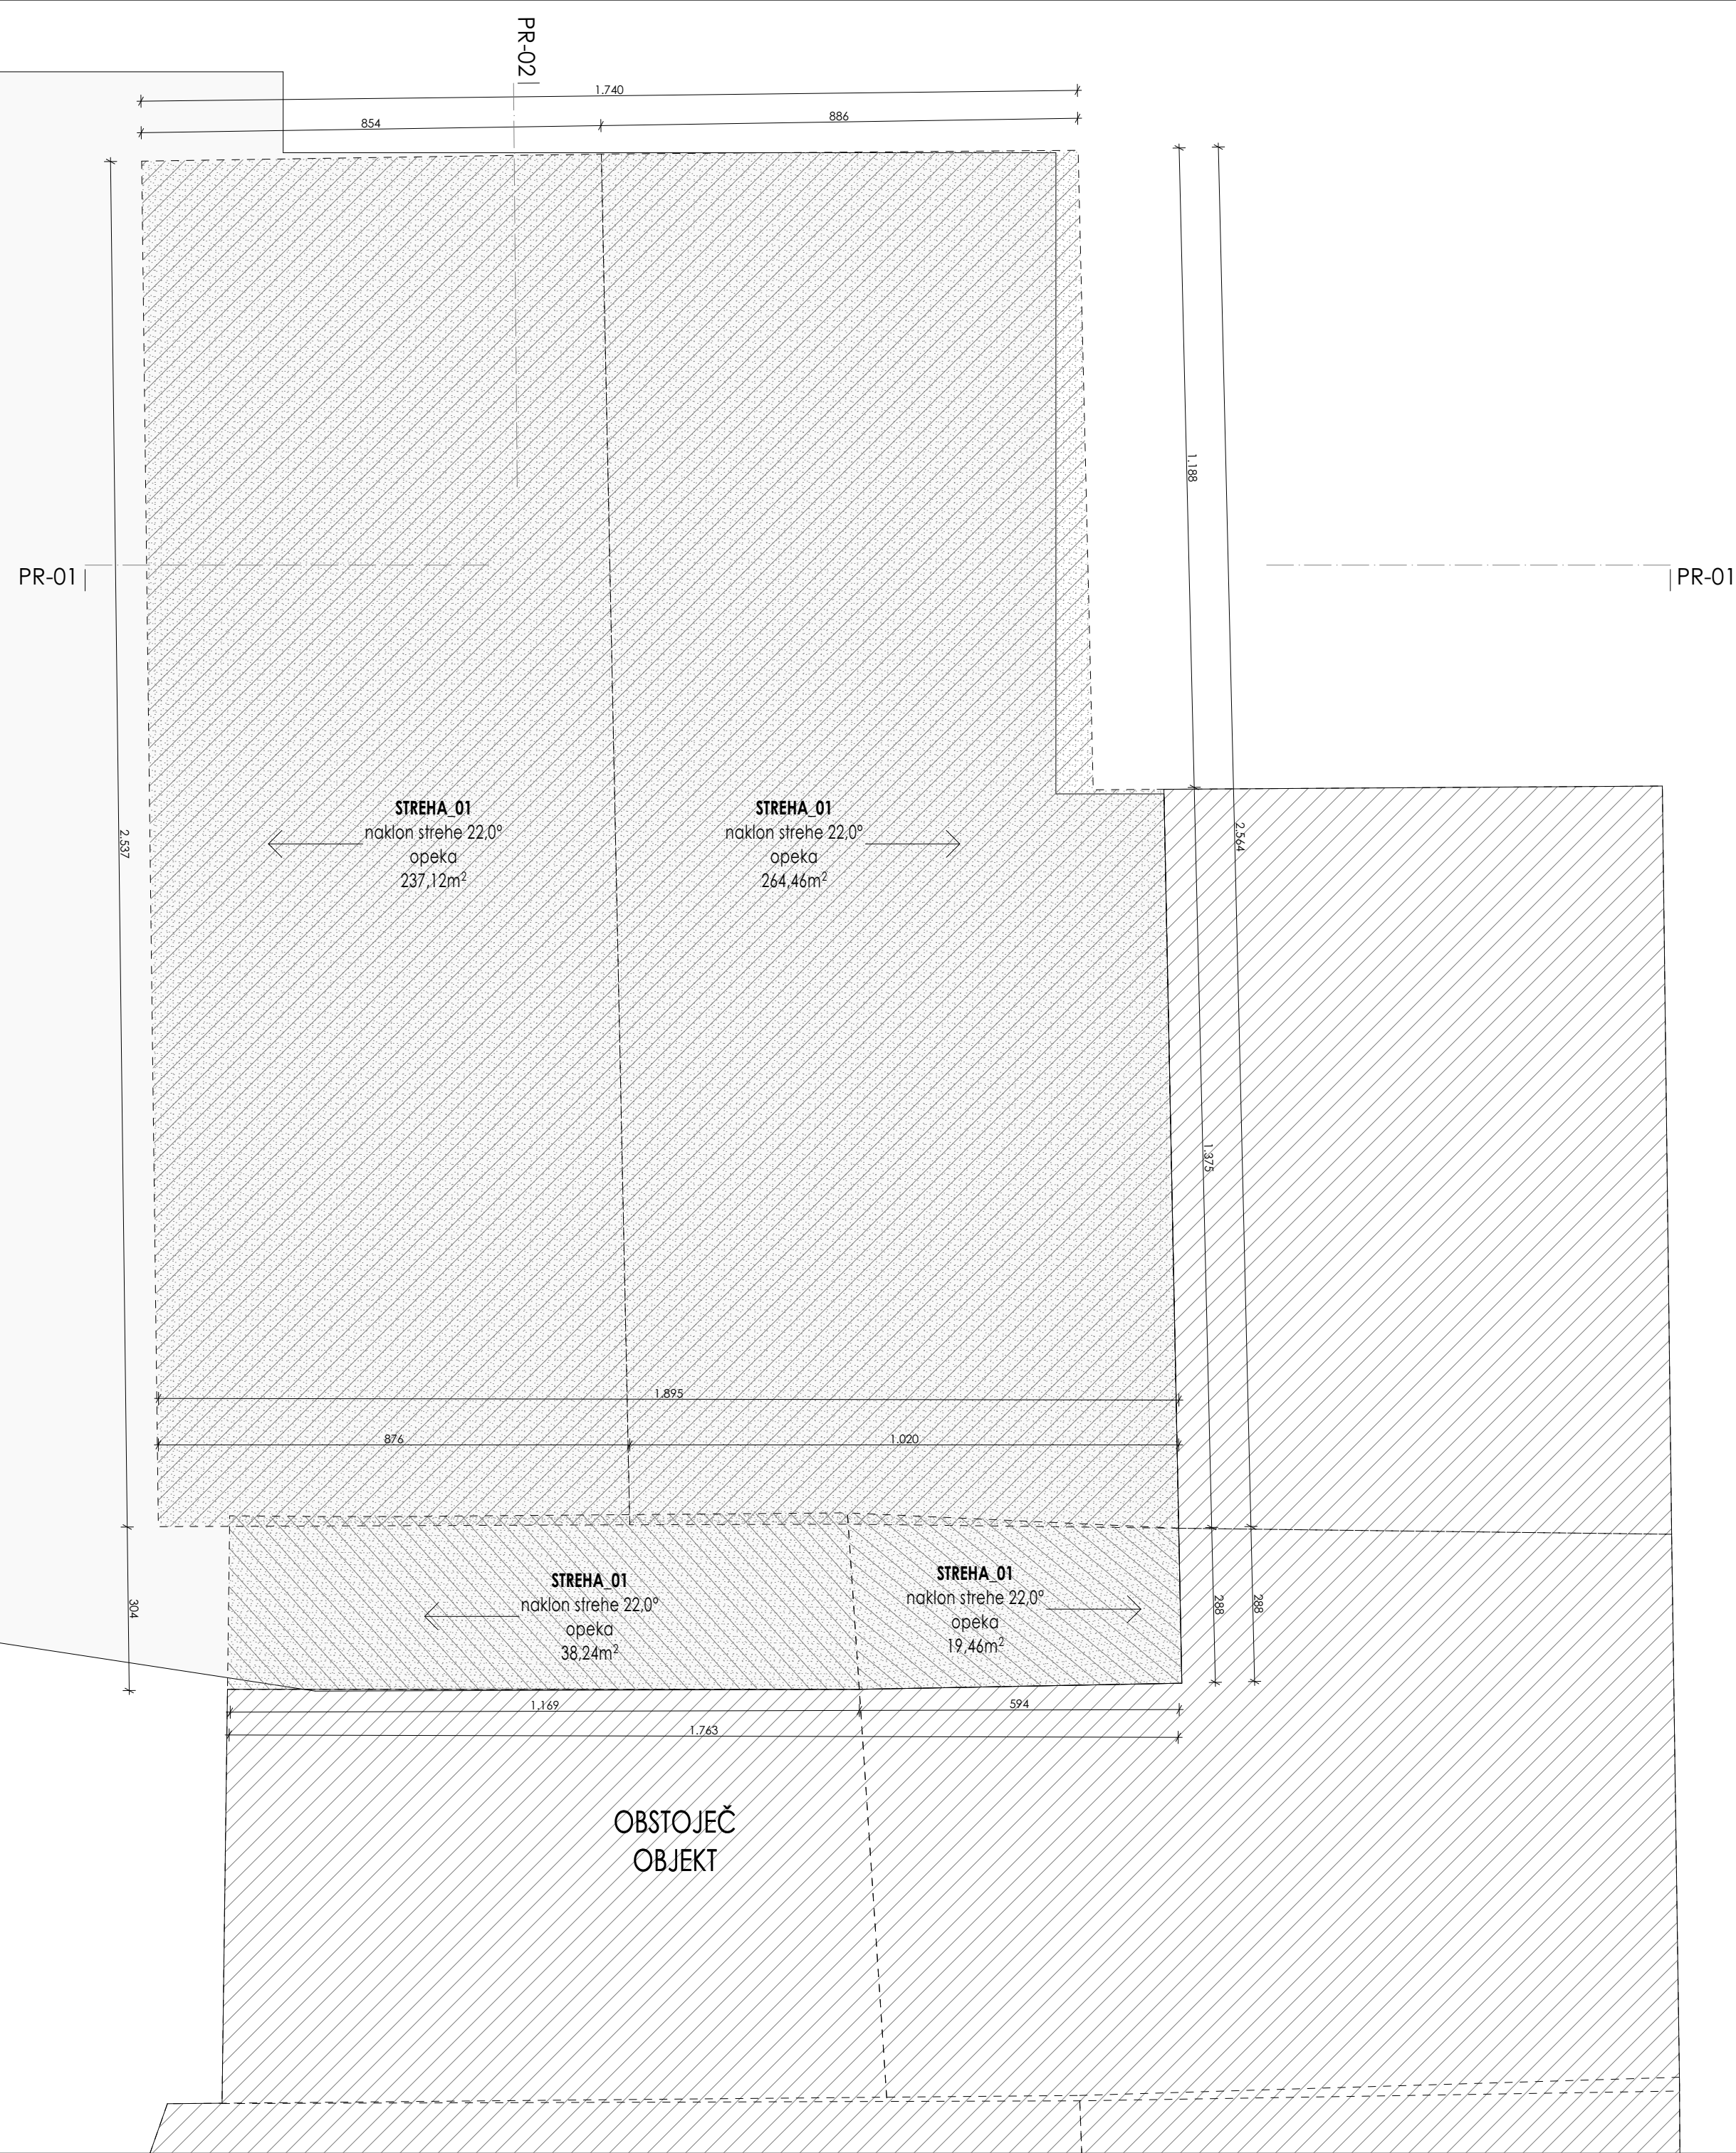 PR-02
1.740
854
886
1.188
PR-01
PR-01
2.537
2.564
STREHA_01
naklon strehe 22,0°
opeka
237,12m²
STREHA_01
naklon strehe 22,0°
opeka
264,46m²
1.375
1.895
876
1.020
304
STREHA_01
naklon strehe 22,0°
opeka
38,24m²
STREHA_01
naklon strehe 22,0°
opeka
19,46m²
288
288
1.169
594
1.763
OBSTOJEČ
OBJEKT